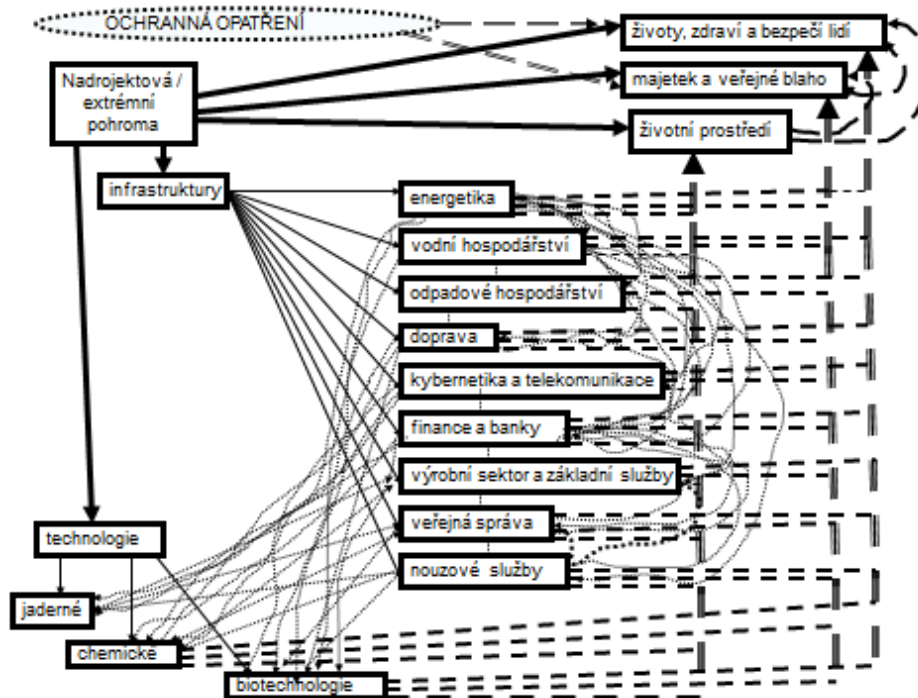 OCHRANNÁ OPATŘENÍ
životy, zdraví a bezpečí lidí
Nadrojektová /
extrémní
pohroma
majetek a veřejné blaho
životní prostředí
infrastruktury
energetika
vodní hospodářství
odpadové hospodářství
doprava
kybernetika a telekomunikace
finance a banky
výrobní sektor a základní služby
veřejná správa
technologie
nouzové služby
jaderné
chemické
biotechnologie